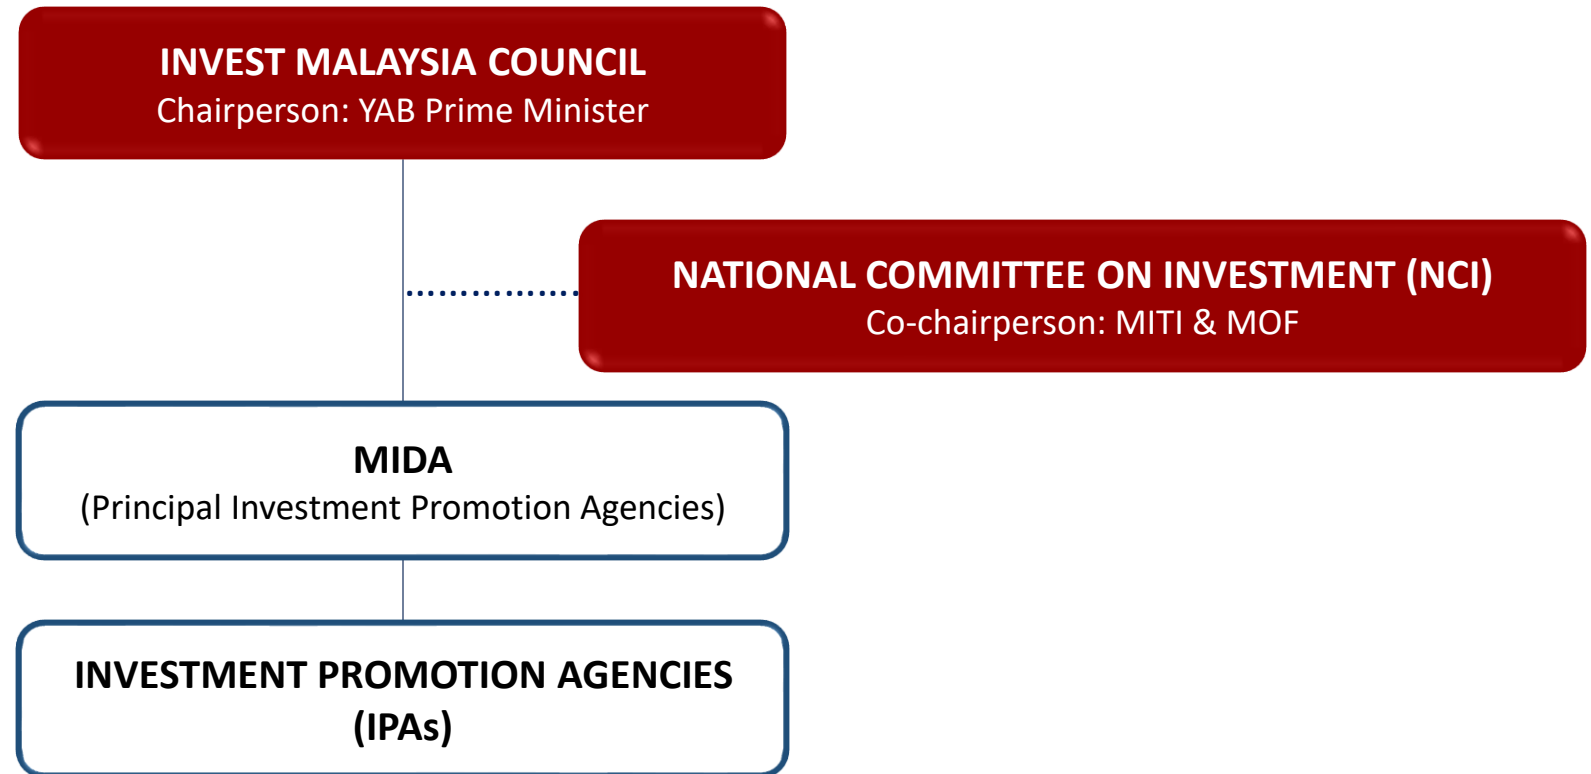 INVEST MALAYSIA COUNCIL
Chairperson: YAB Prime Minister
NATIONAL COMMITTEE ON INVESTMENT (NCI)
Co-chairperson: MITI & MOF
MIDA
(Principal Investment Promotion Agencies)
INVESTMENT PROMOTION AGENCIES
(IPAs)